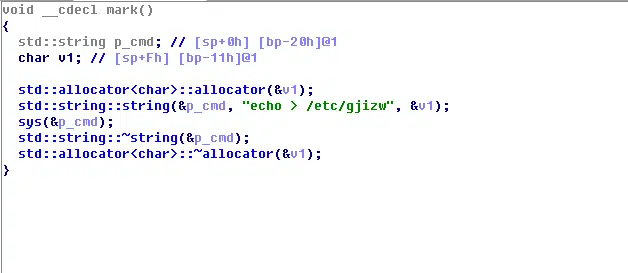 void __cdecl mark()
{
  std::string p_cmd; // [sp+0h] [bp-20h]@1
  char v1; // [sp+Fh] [bp-11h]@1

  std::allocator<char>::allocator(&v1);
  std::string::string(&p_cmd, "echo > /etc/gjizw", &v1);
  sys(&p_cmd);
  std::string::~string(&p_cmd);
  std::allocator<char>::~allocator(&v1);
}